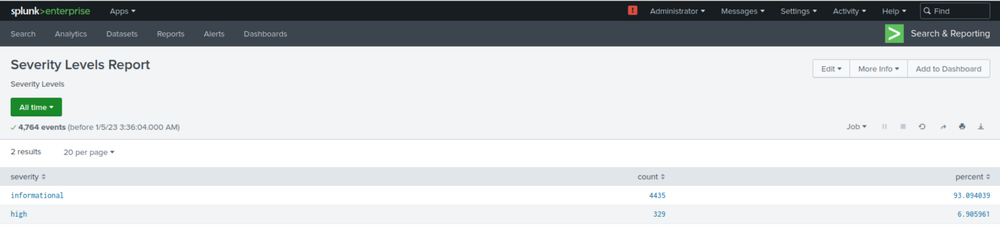 splunk>enterprise Apps ! Administrator Messages Settings Activity Help Find
Search Analytics Datasets Reports Alerts Dashboards > Search & Reporting
Severity Levels Report
Edit More Info Add to Dashboard
Severity Levels
All time
✓ 4,764 events (before 1/5/23 3:36:04.000 AM) Job
2 results 20 per page
severity count percent
informational 4435 93.094039
high 329 6.905961